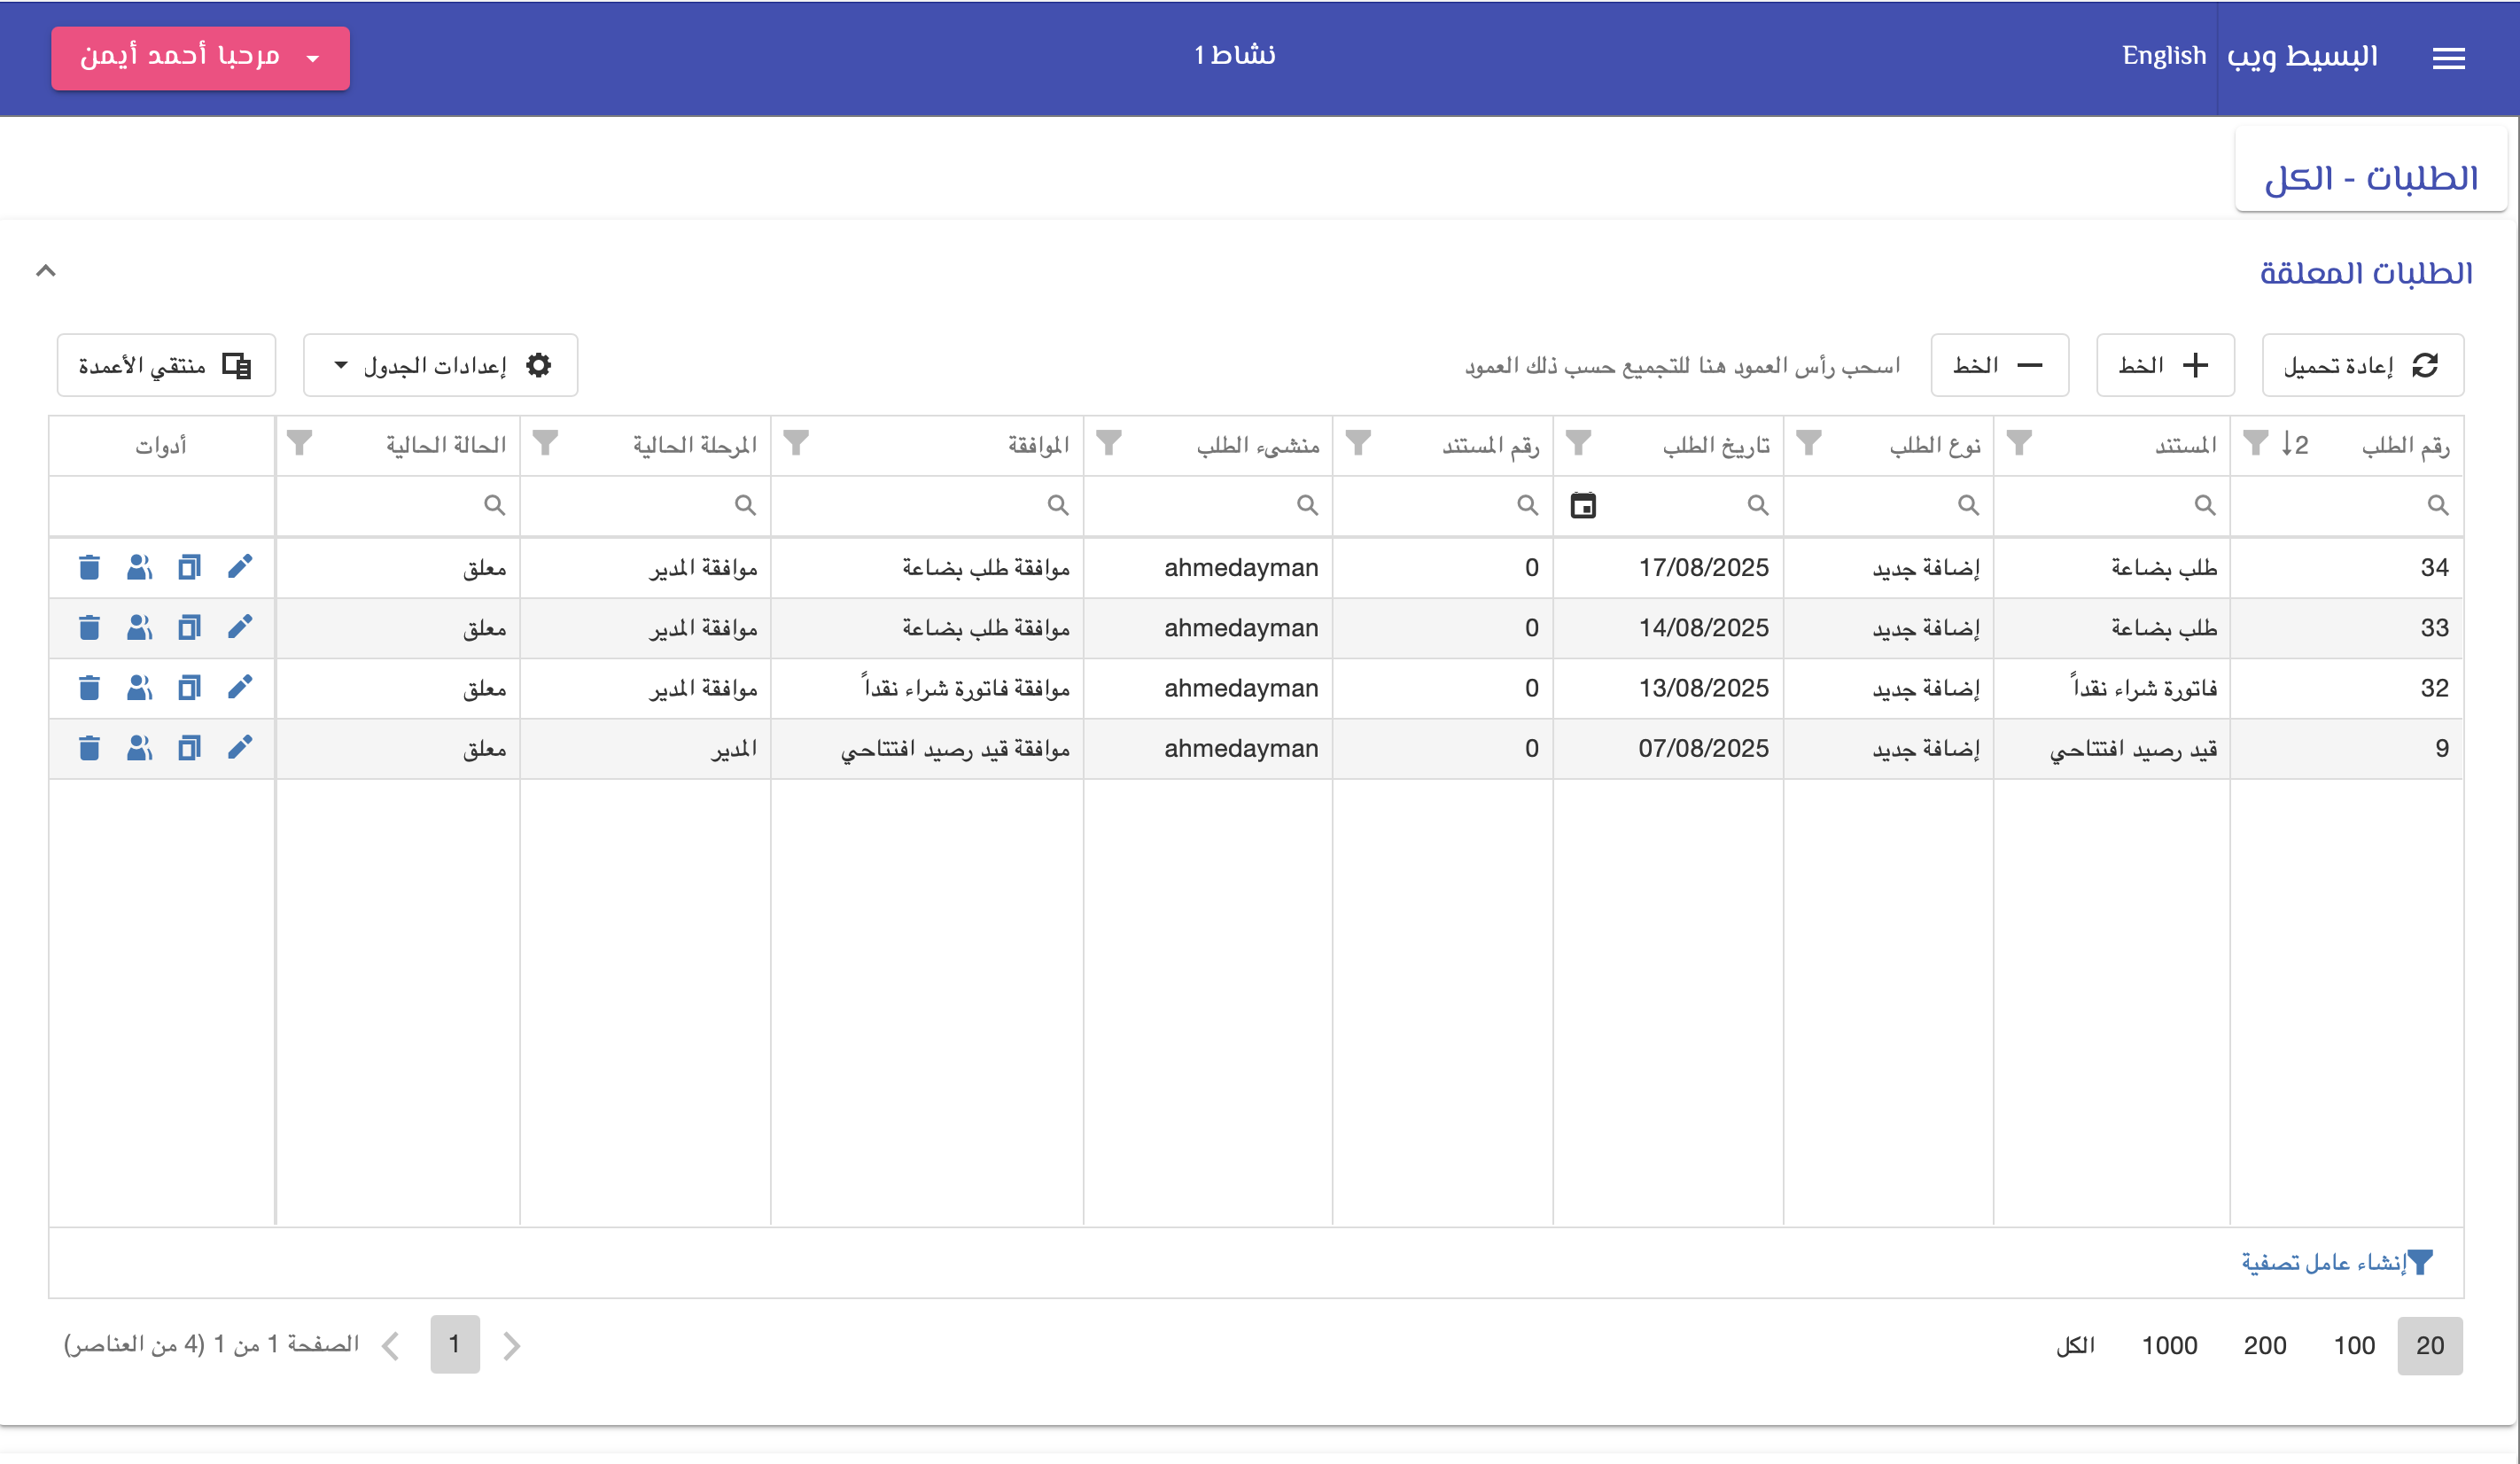 البسيط ويب English نشاط 1 مرحبا أحمد أيمن
الطلبات - الكل
الطلبات المعلقة
إعادة تحميل الخط الخط اسحب رأس العمود هنا للتجميع حسب ذلك العمود إعدادات الجدول منتقي الأعمدة
رقم الطلب 2 المستند نوع الطلب تاريخ الطلب رقم المستند منشىء الطلب الموافقة المرحلة الحالية الحالة الحالية أدوات
34 طلب بضاعة إضافة جديد 17/08/2025 0 ahmedayman موافقة طلب بضاعة موافقة المدير معلق
33 طلب بضاعة إضافة جديد 14/08/2025 0 ahmedayman موافقة طلب بضاعة موافقة المدير معلق
32 فاتورة شراء نقداً إضافة جديد 13/08/2025 0 ahmedayman موافقة فاتورة شراء نقداً موافقة المدير معلق
9 قيد رصيد افتتاحي إضافة جديد 07/08/2025 0 ahmedayman موافقة قيد رصيد افتتاحي المدير معلق
إنشاء عامل تصفية
20 100 200 1000 الكل 1 الصفحة 1 من 1 (4 من العناصر)